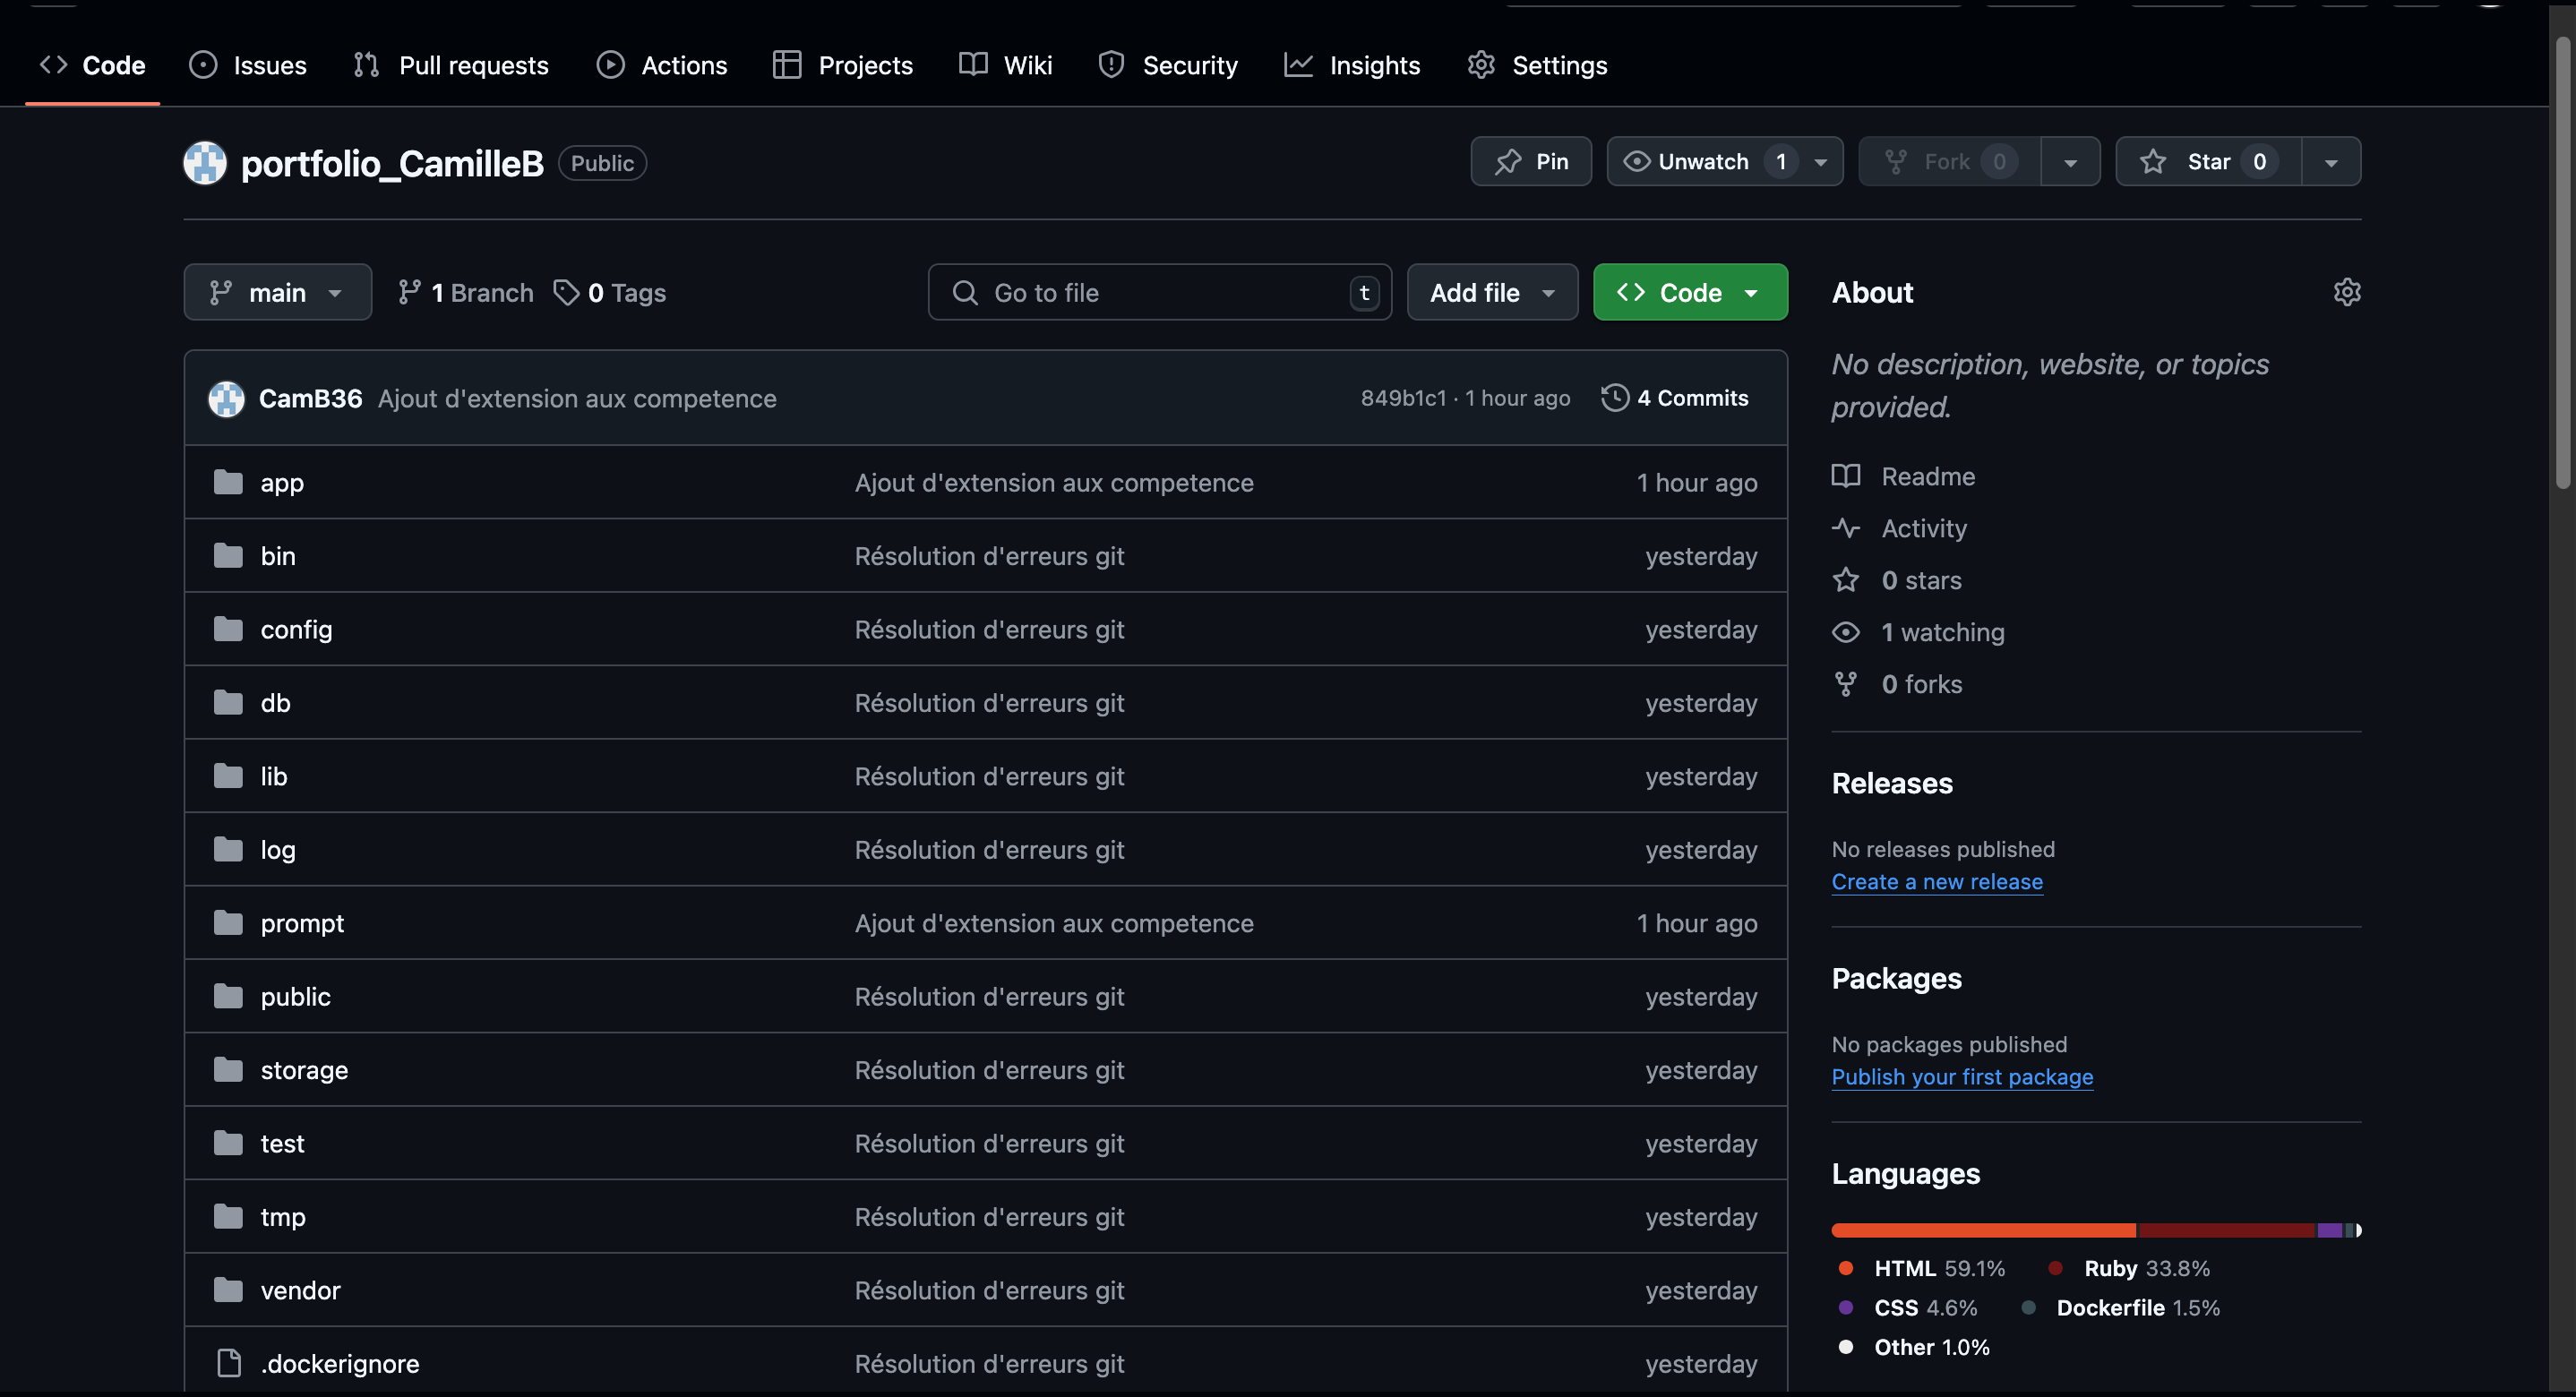 Code Issues Pull requests Actions Projects Wiki Security Insights Settings
portfolio_CamilleB Public
Pin Unwatch 1 Fork 0 Star 0
main 1 Branch 0 Tags Go to file t Add file Code
CamB36 Ajout d'extension aux competence 849b1c1 · 1 hour ago 4 Commits
app Ajout d'extension aux competence 1 hour ago
bin Résolution d'erreurs git yesterday
config Résolution d'erreurs git yesterday
db Résolution d'erreurs git yesterday
lib Résolution d'erreurs git yesterday
log Résolution d'erreurs git yesterday
prompt Ajout d'extension aux competence 1 hour ago
public Résolution d'erreurs git yesterday
storage Résolution d'erreurs git yesterday
test Résolution d'erreurs git yesterday
tmp Résolution d'erreurs git yesterday
vendor Résolution d'erreurs git yesterday
.dockerignore Résolution d'erreurs git yesterday
About
No description, website, or topics
provided.
Readme
Activity
0 stars
1 watching
0 forks
Releases
No releases published
Create a new release
Packages
No packages published
Publish your first package
Languages
HTML 59.1% Ruby 33.8%
CSS 4.6% Dockerfile 1.5%
Other 1.0%